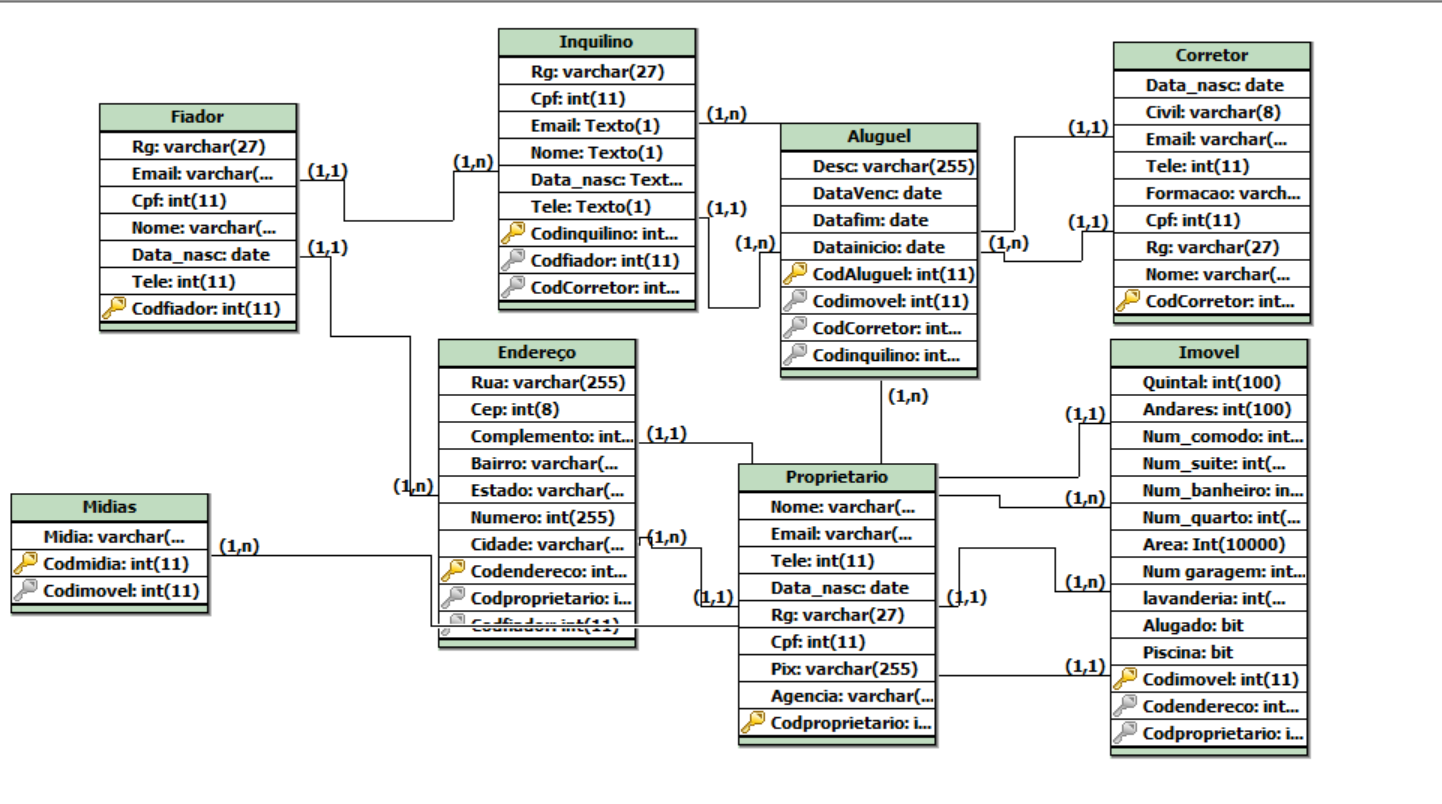 Inquilino
Rg: varchar(27)
Cpf: int(11)
Email: Texto(1)
Nome: Texto(1)
Data_nasc: Text...
Tele: Texto(1)
Codinquilino: int...
Codfiador: int(11)
CodCorretor: int...
Corretor
Data_nasc: date
Civil: varchar(8)
Email: varchar(...
Tele: int(11)
Formacao: varch...
Cpf: int(11)
Rg: varchar(27)
Nome: varchar(...
CodCorretor: int...
Fiador
Rg: varchar(27)
Email: varchar(...
Cpf: int(11)
Nome: varchar(...
Data_nasc: date
Tele: int(11)
Codfiador: int(11)
Aluguel
Desc: varchar(255)
DataVenc: date
Datafim: date
Datainicio: date
CodAluguel: int(11)
Codimovel: int(11)
CodCorretor: int...
Codinquilino: int...
(1,1)
(1,n)
(1,1)
(1,n)
(1,1)
(1,n)
(1,1)
(1,1)
(1,n)
(1,n)
Endereço
Rua: varchar(255)
Cep: int(8)
Complemento: int...
Bairro: varchar(...
Estado: varchar(...
Numero: int(255)
Cidade: varchar(...
Codendereco: int...
Codproprietario: i...
Codfiador: int(11)
(1,n)
(1,1)
(1,n)
(1,1)
Imovel
Quintal: int(100)
Andares: int(100)
Num_comodo: int...
Num_suite: int(...
Num_banheiro: in...
Num_quarto: int(...
Area: Int(10000)
Num garagem: int...
lavanderia: int(...
Alugado: bit
Piscina: bit
Codimovel: int(11)
Codendereco: int...
Codproprietario: i...
(1,1)
(1,n)
(1,n)
(1,1)
(1,1)
Proprietario
Nome: varchar(...
Email: varchar(...
Tele: int(11)
Data_nasc: date
Rg: varchar(27)
Cpf: int(11)
Pix: varchar(255)
Agencia: varchar(...
Codproprietario: i...
Midias
Midia: varchar(...
Codmidia: int(11)
Codimovel: int(11)
(1,n)